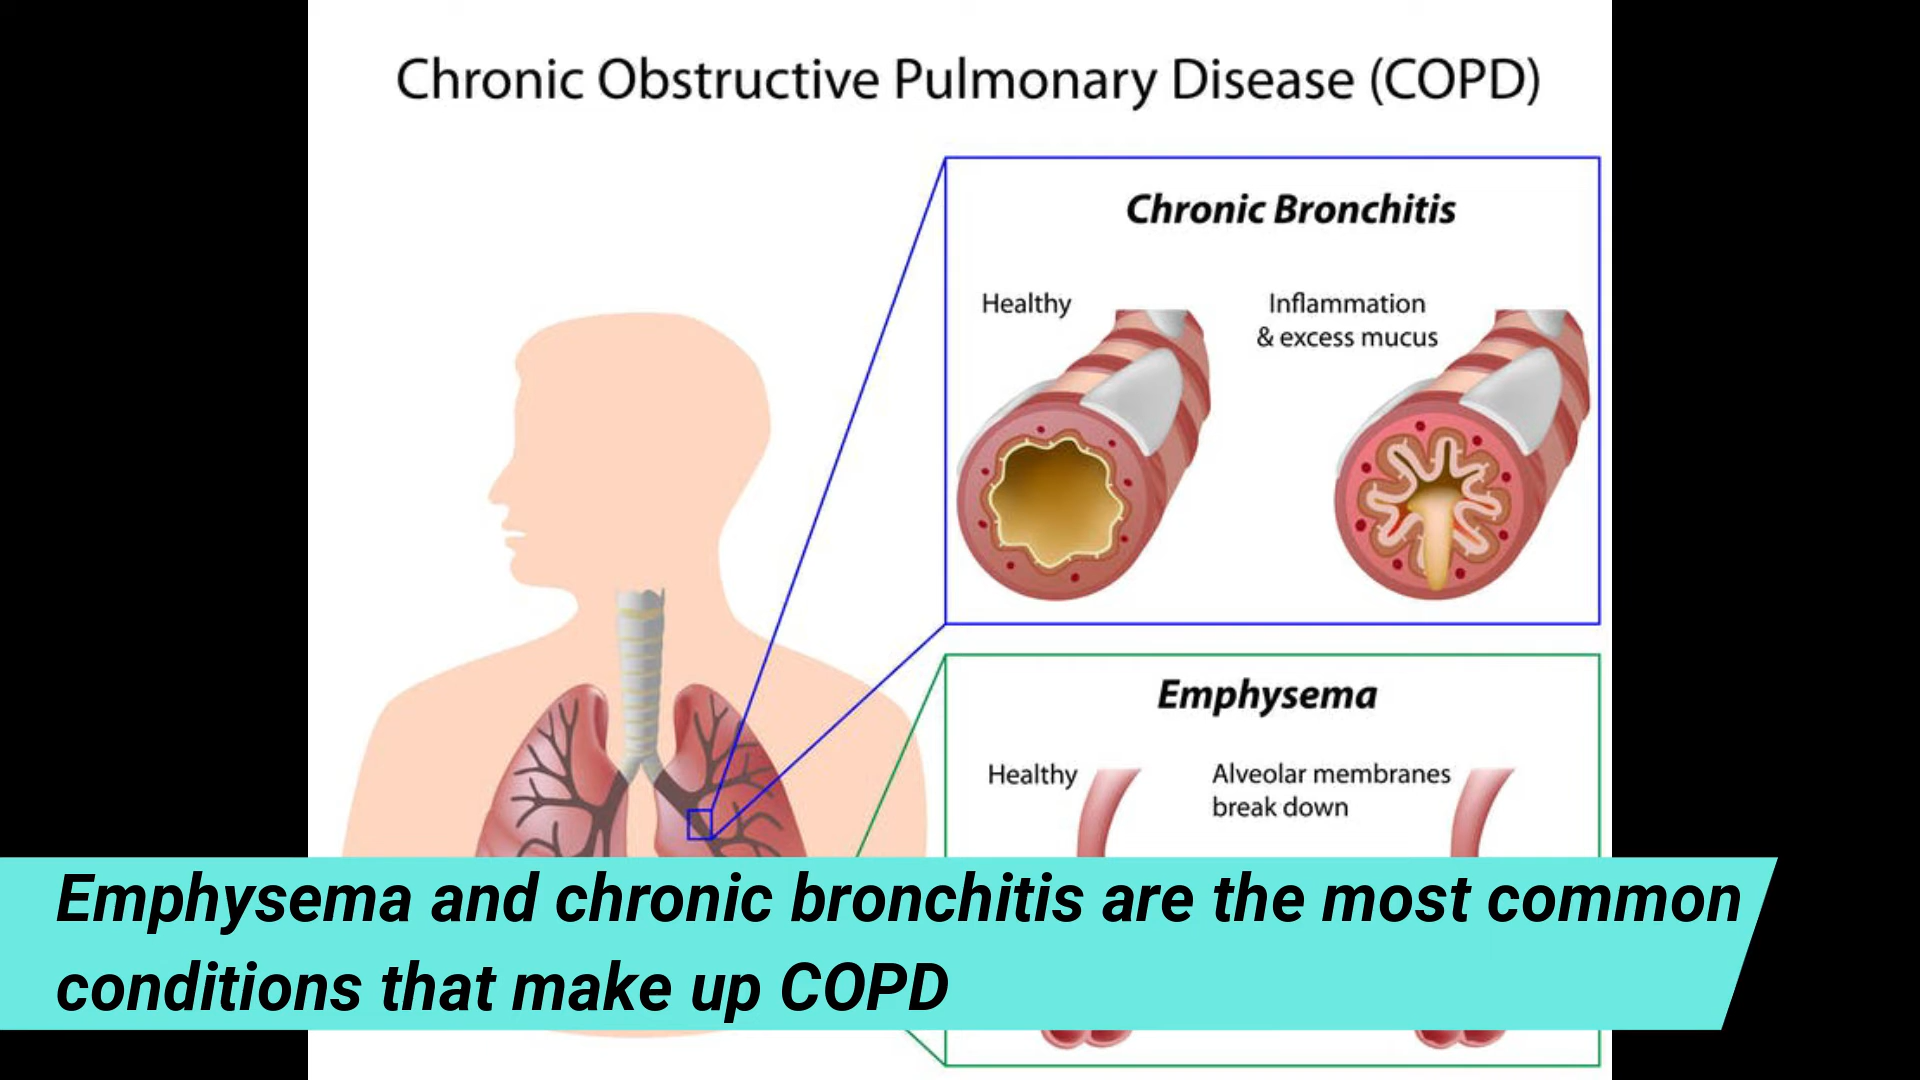 Chronic Obstructive Pulmonary Disease (COPD)
Chronic Bronchitis
Healthy
Inflammation
& excess mucus
Emphysema
Healthy
Alveolar membranes
break down
Emphysema and chronic bronchitis are the most common
conditions that make up COPD